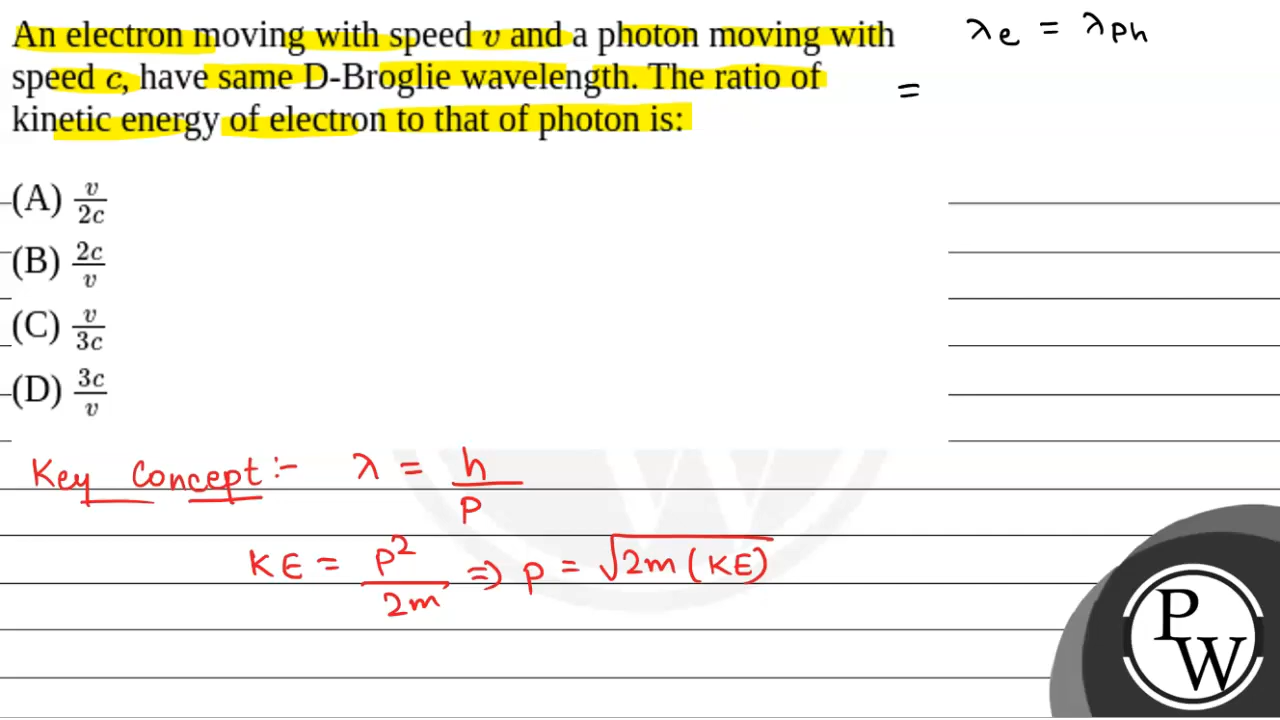 An electron moving with speed v and a photon moving with
speed c, have same D-Broglie wavelength. The ratio of
kinetic energy of electron to that of photon is:
λe = λph
=
(A) v/2c
(B) 2c/v
(C) v/3c
(D) 3c/v
Key Concept :- λ = h/p
KE = p²/2m ⇒ p = √2m(KE)
PW